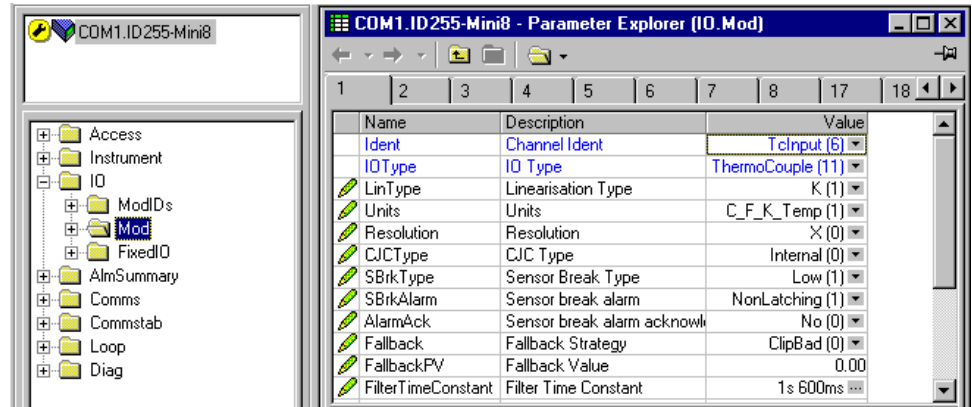 COM1.ID255-Mini8
Access
Instrument
IO
ModIDs
Mod
FixedIO
AlmSummary
Comms
Commstab
Loop
Diag
COM1.ID255-Mini8 - Parameter Explorer (IO.Mod)
1 2 3 4 5 6 7 8 17 18
Name Description Value
Ident Channel Ident TcInput (6)
IOType IO Type ThermoCouple (11)
LinType Linearisation Type K (1)
Units Units C_F_K_Temp (1)
Resolution Resolution X (0)
CJCType CJC Type Internal (0)
SBrkType Sensor Break Type Low (1)
SBrkAlarm Sensor break alarm NonLatching (1)
AlarmAck Sensor break alarm acknowl No (0)
Fallback Fallback Strategy ClipBad (0)
FallbackPV Fallback Value 0.00
FilterTimeConstant Filter Time Constant 1s 600ms